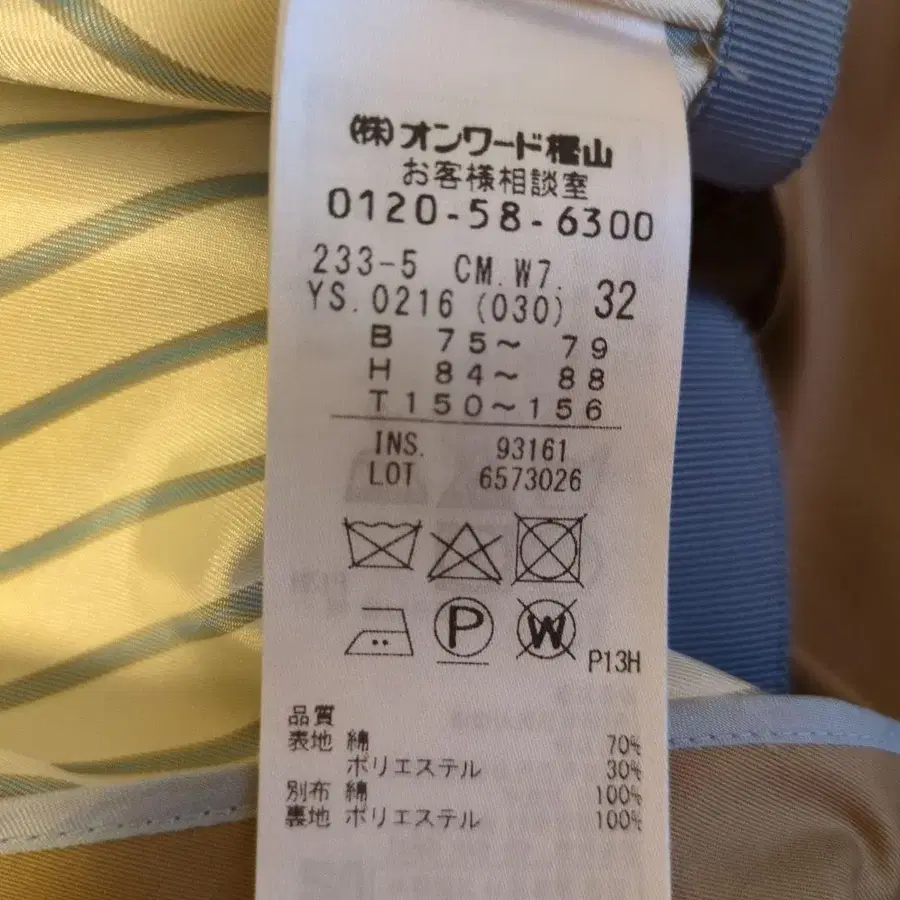 (株)オンワード樫山
お客様相談室
0120-58-6300
233-5 CM.W7.
YS.0216 (030) 32
B 75~ 79
H 84~ 88
T150~156
INS. 93161
LOT 6573026
P W P13H
品質
表地 綿 70%
ポリエステル 30%
別布 綿 100%
裏地 ポリエステル 100%